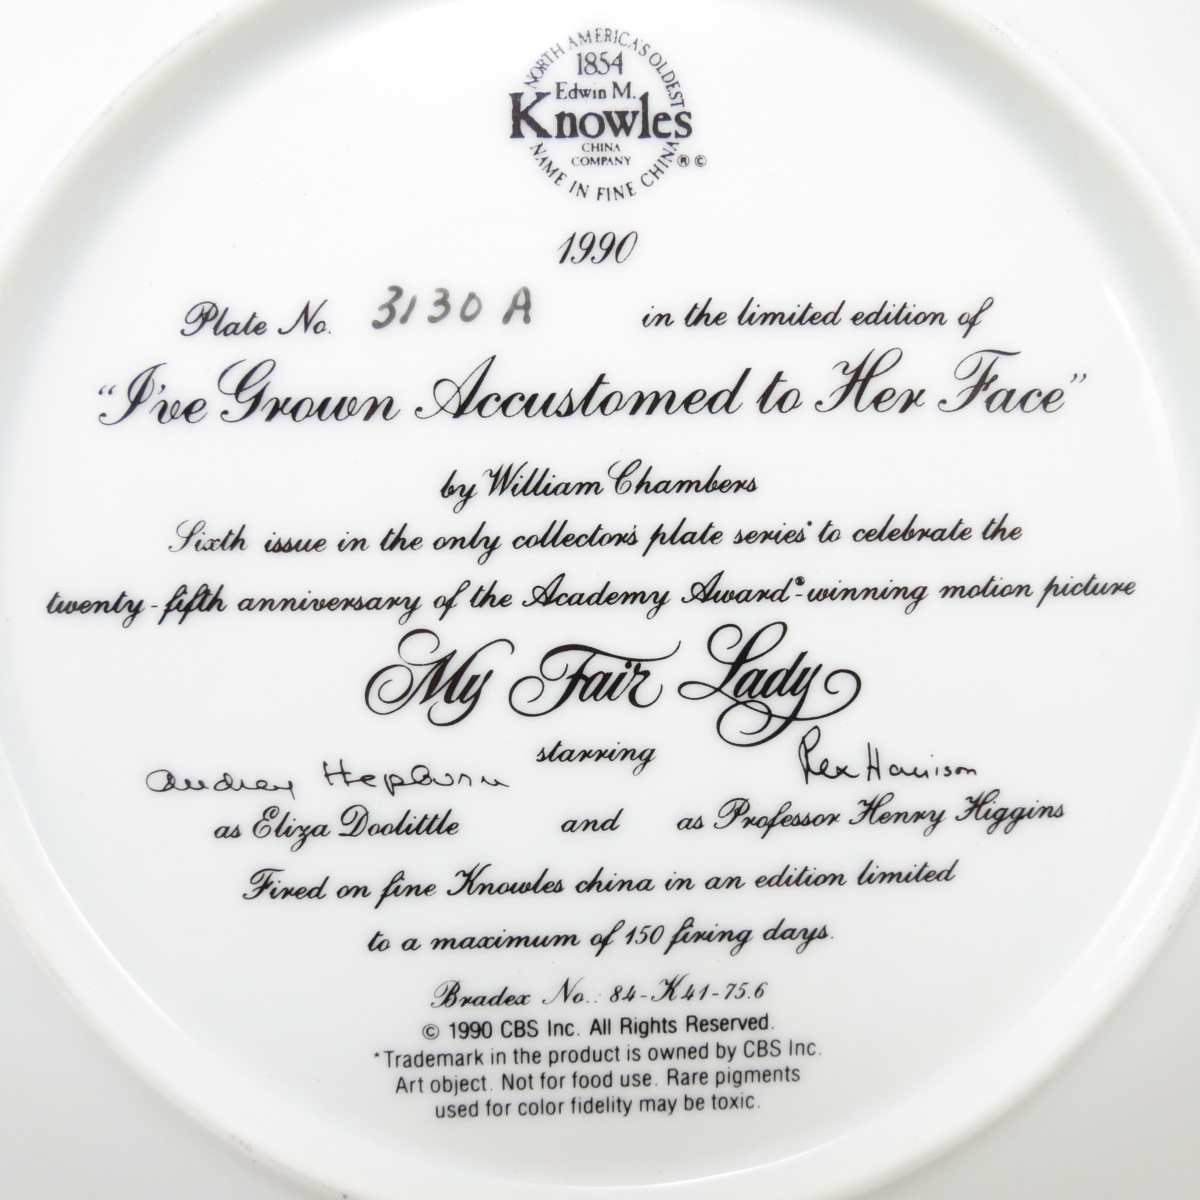 NORTH AMERICA'S OLDEST
1854
Edwin M.
Knowles
CHINA
COMPANY
NAME IN FINE CHINA
® ©
1990
Plate No. 3130 A in the limited edition of
"I've Grown Accustomed to Her Face"
by William Chambers
Sixth issue in the only collector's plate series* to celebrate the
twenty-fifth anniversary of the Academy Award®-winning motion picture
My Fair Lady
starring
Audrey Hepburn Rex Harrison
as Eliza Doolittle and as Professor Henry Higgins
Fired on fine Knowles china in an edition limited
to a maximum of 150 firing days.
Bradex No.: 84-K41-75.6
© 1990 CBS Inc. All Rights Reserved.
*Trademark in the product is owned by CBS Inc.
Art object. Not for food use. Rare pigments
used for color fidelity may be toxic.